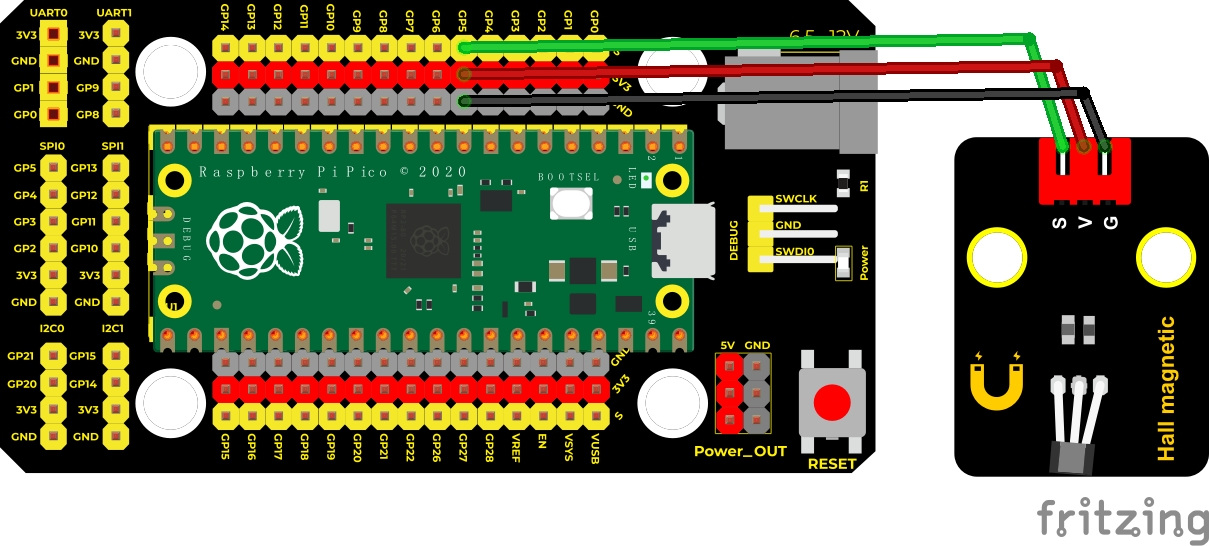 UART0
UART1
3V3
GND
GP1
GP0
3V3
GND
GP9
GP8
SPI0
SPI1
GP5
GP4
GP3
GP2
3V3
GND
GP13
GP12
GP11
GP10
3V3
GND
I2C0
I2C1
GP21
GP20
3V3
GND
GP15
GP14
3V3
GND
GP14
GP13
GP12
GP11
GP10
GP9
GP8
GP7
GP6
GP5
GP4
GP3
GP2
GP1
GP0
3V3
GND
6.5-12V
Raspberry Pi Pico © 2020
BOOTSEL
LED
2
1
DEBUG
USB
U1
39
DEBUG
SWCLK
GND
SWDI0
R1
Power
GND
3V3
S
GP15
GP16
GP17
GP18
GP19
GP20
GP21
GP22
GP26
GP27
GP28
VREF
EN
VSYS
VUSB
5V GND
Power_OUT
RESET
S
V
G
Hall magnetic
fritzing